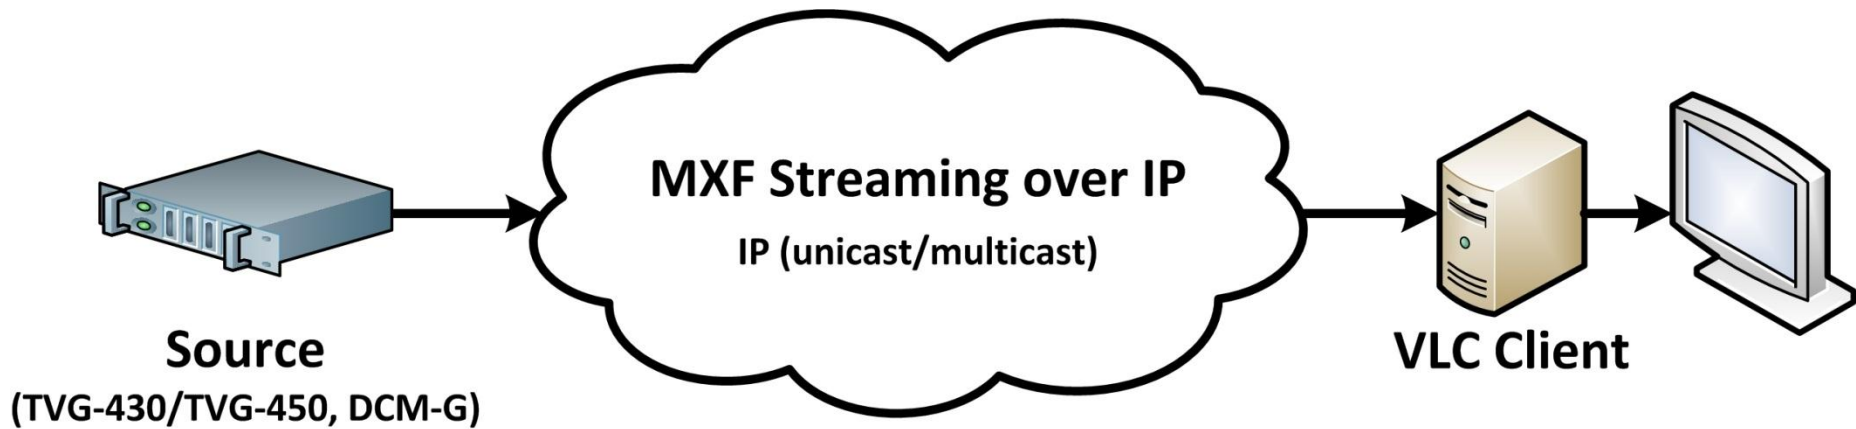 MXF Streaming over IP
IP (unicast/multicast)
Source
(TVG-430/TVG-450, DCM-G)
VLC Client